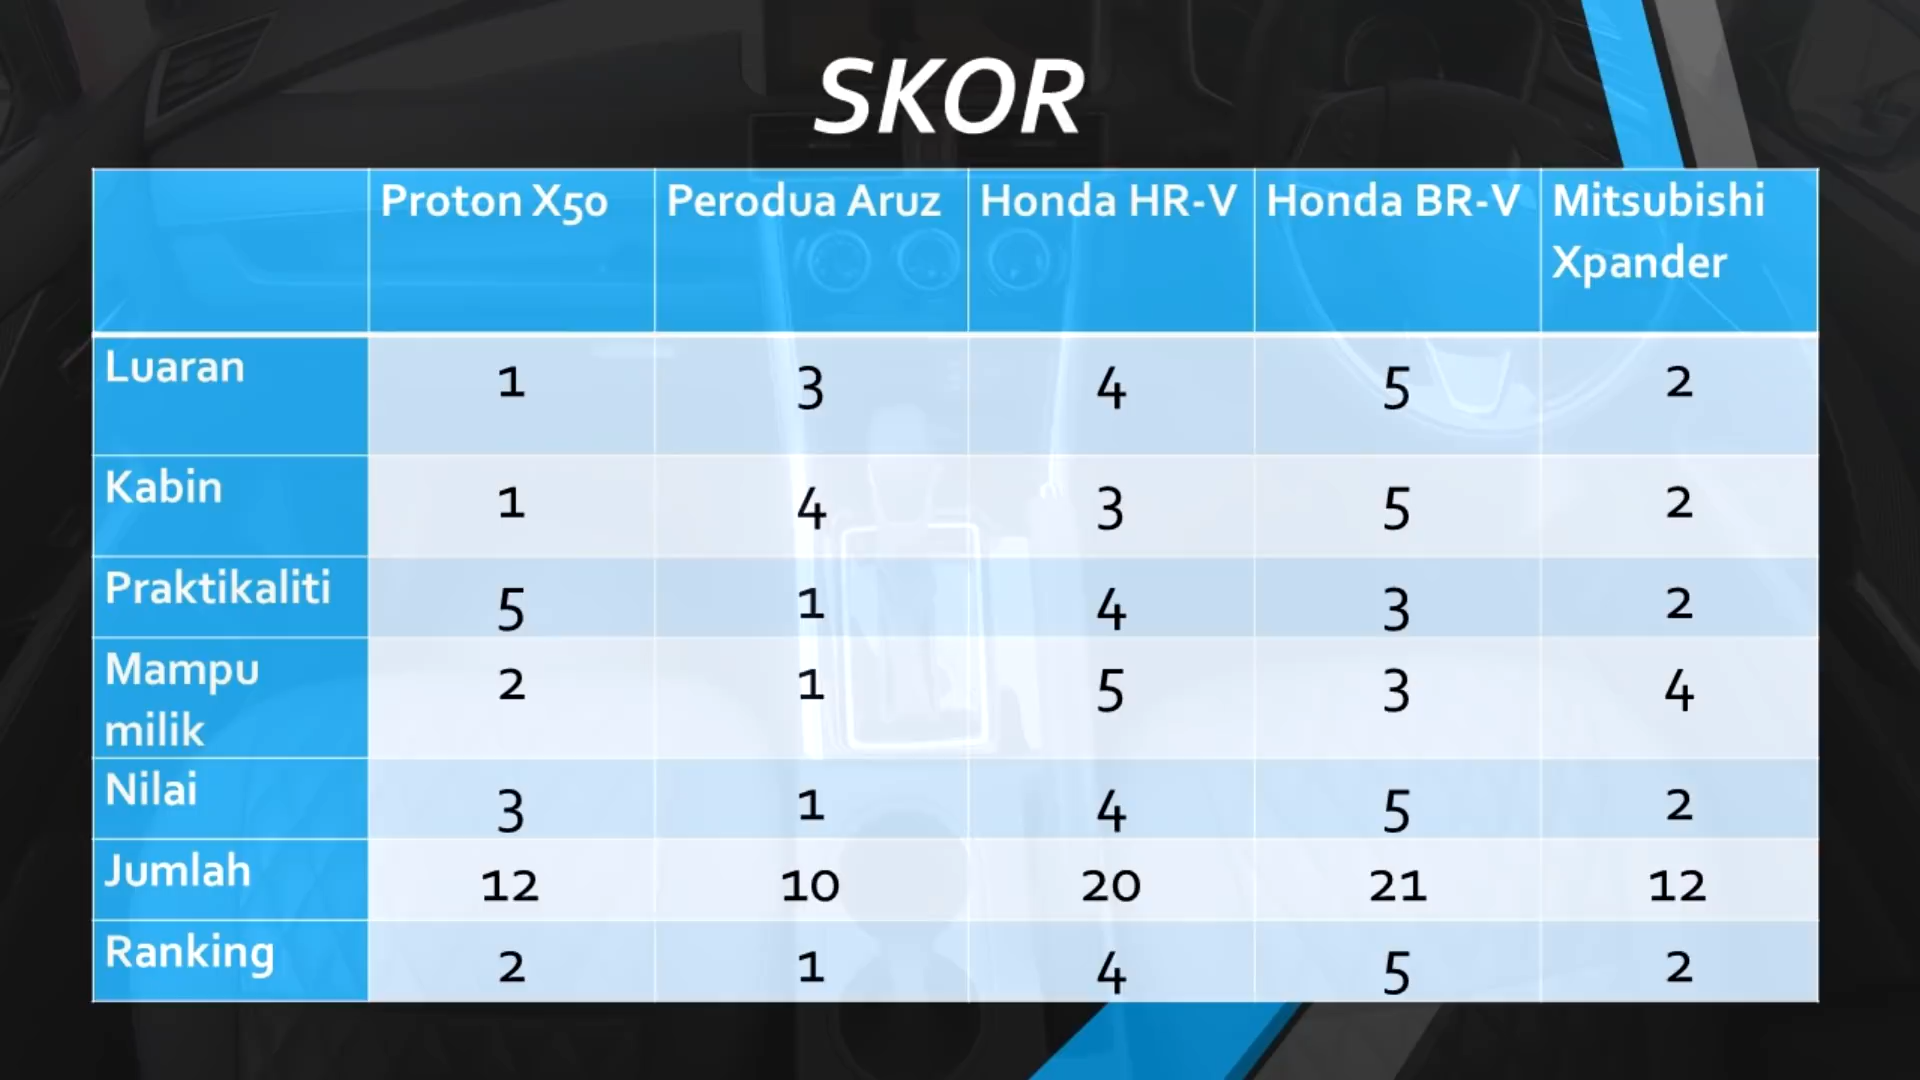 SKOR
Proton X50 Perodua Aruz Honda HR-V Honda BR-V Mitsubishi
Xpander
Luaran 1 3 4 5 2
Kabin 1 4 3 5 2
Praktikaliti 5 1 4 3 2
Mampu 2 1 5 3 4
milik
Nilai 3 1 4 5 2
Jumlah 12 10 20 21 12
Ranking 2 1 4 5 2